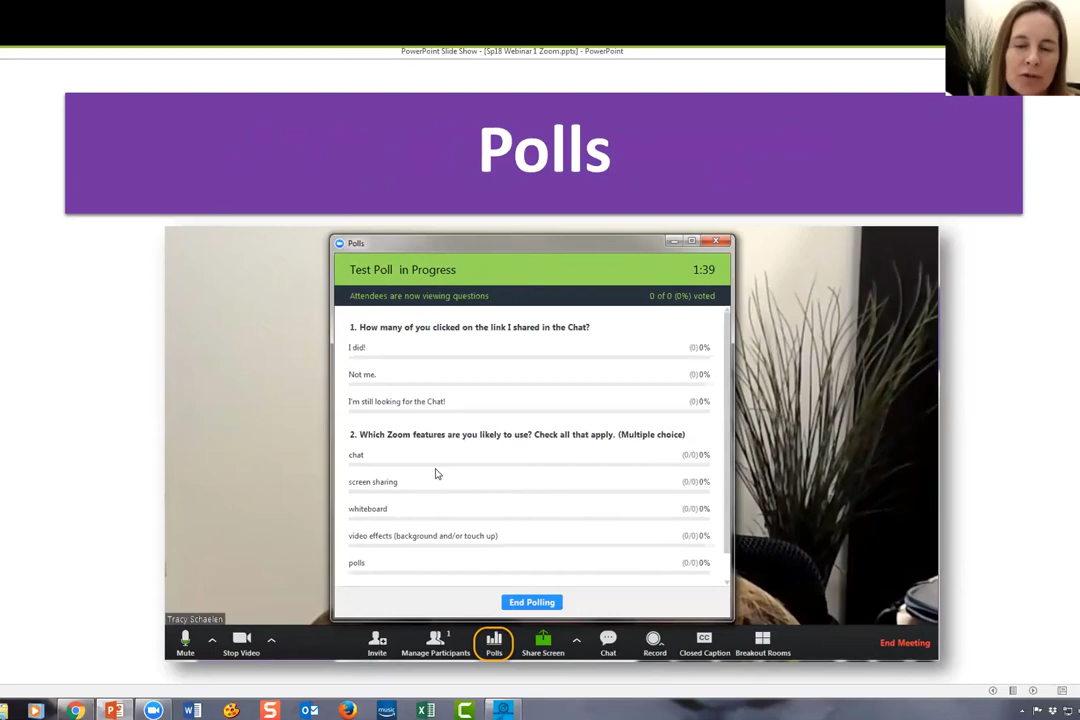 PowerPoint Slide Show - [Sp18 Webinar 1 Zoom.pptx] - PowerPoint
Polls
Polls
Test Poll in Progress 1:39
Attendees are now viewing questions 0 of 0 (0%) voted
1. How many of you clicked on the link I shared in the Chat?
I did! (0)0%
Not me. (0)0%
I'm still looking for the Chat! (0)0%
2. Which Zoom features are you likely to use? Check all that apply. (Multiple choice)
chat (0/0)0%
screen sharing (0/0)0%
whiteboard (0/0)0%
video effects (background and/or touch up) (0/0)0%
polls (0/0)0%
End Polling
Tracy Schaelen
1
CC
Mute Stop Video Invite Manage Participants Polls Share Screen Chat Record Closed Caption Breakout Rooms End Meeting
music